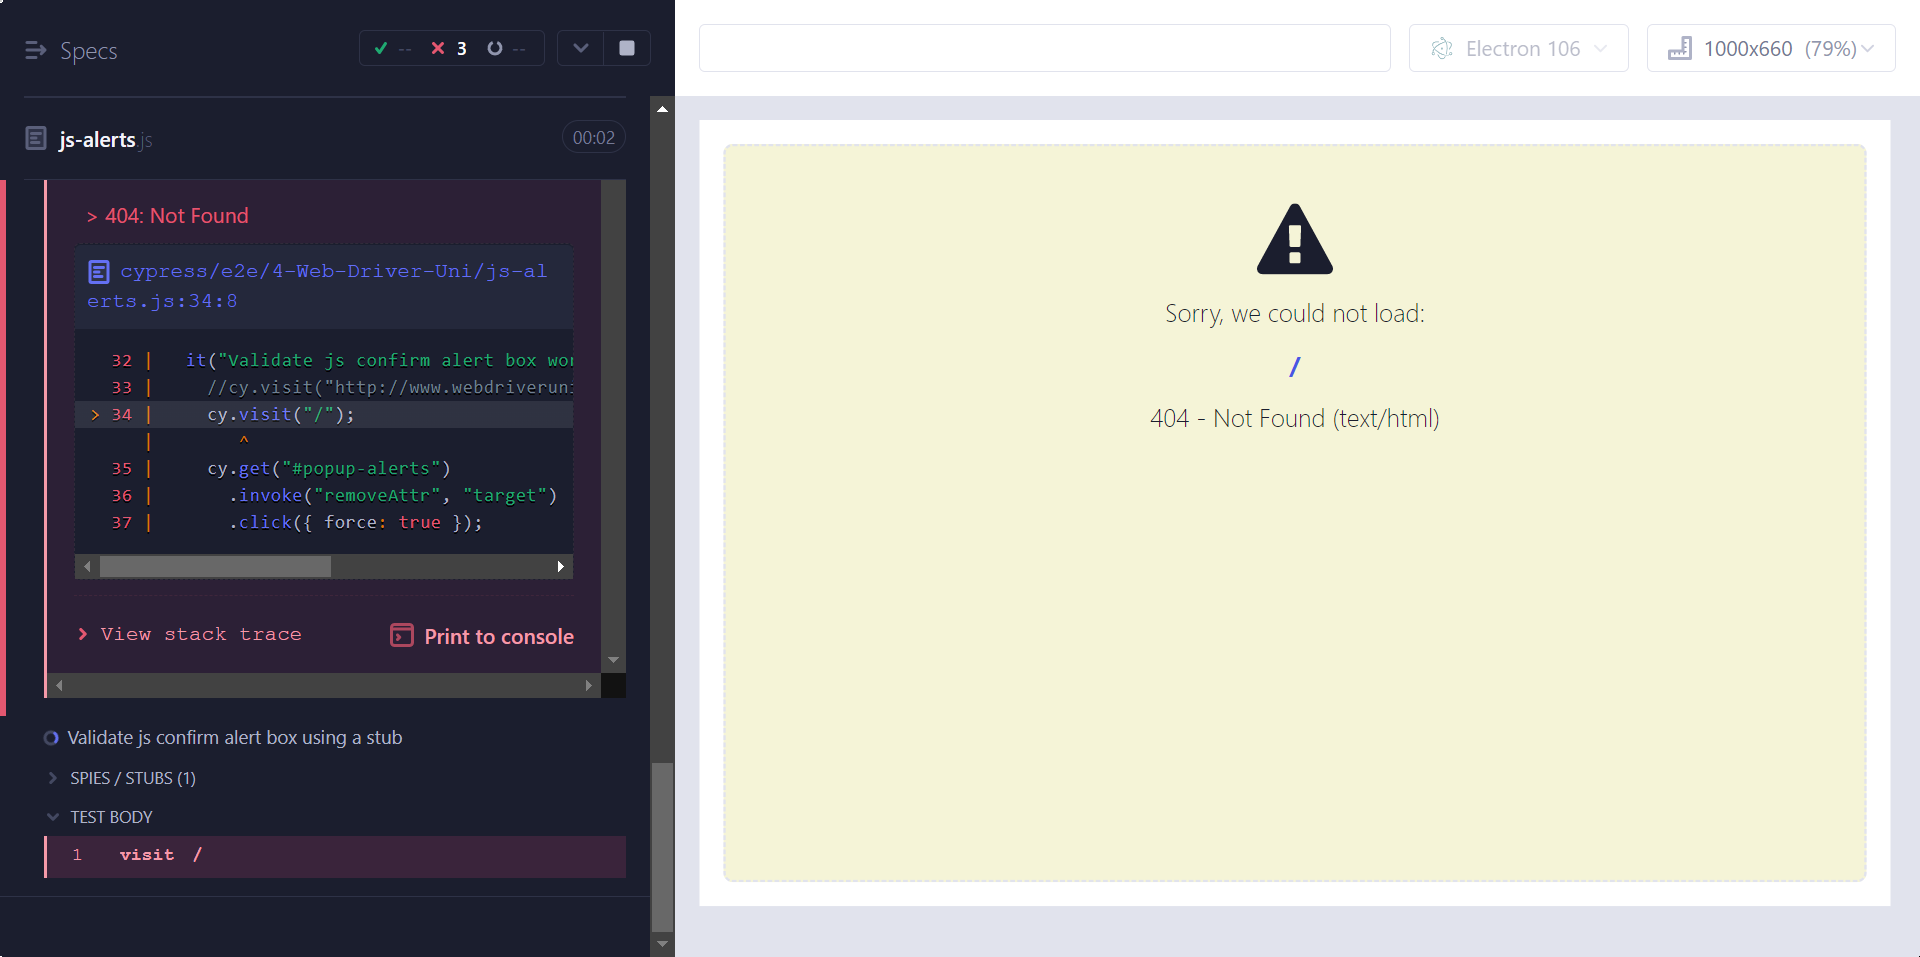 Specs
-- 3 --
js-alerts.js
00:02
> 404: Not Found
cypress/e2e/4-Web-Driver-Uni/js-al
erts.js:34:8
32 | it("Validate js confirm alert box wor
33 | //cy.visit("http://www.webdriveruni
> 34 | cy.visit("/");
| ^
35 | cy.get("#popup-alerts")
36 | .invoke("removeAttr", "target")
37 | .click({ force: true });
> View stack trace
Print to console
Validate js confirm alert box using a stub
SPIES / STUBS (1)
TEST BODY
1 visit /
Electron 106
1000x660 (79%)
Sorry, we could not load:
/
404 - Not Found (text/html)